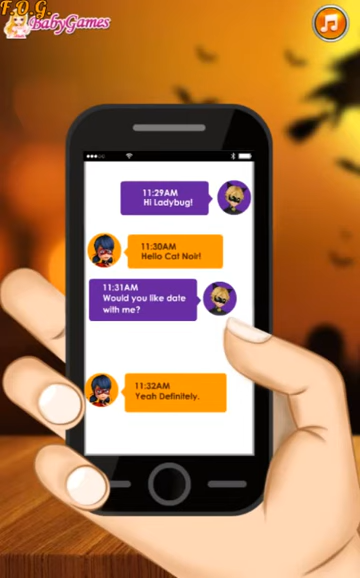 F.O.G.
BabyGames
11:29AM
Hi Ladybug!
11:30AM
Hello Cat Noir!
11:31AM
Would you like date
with me?
11:32AM
Yeah Definitely.